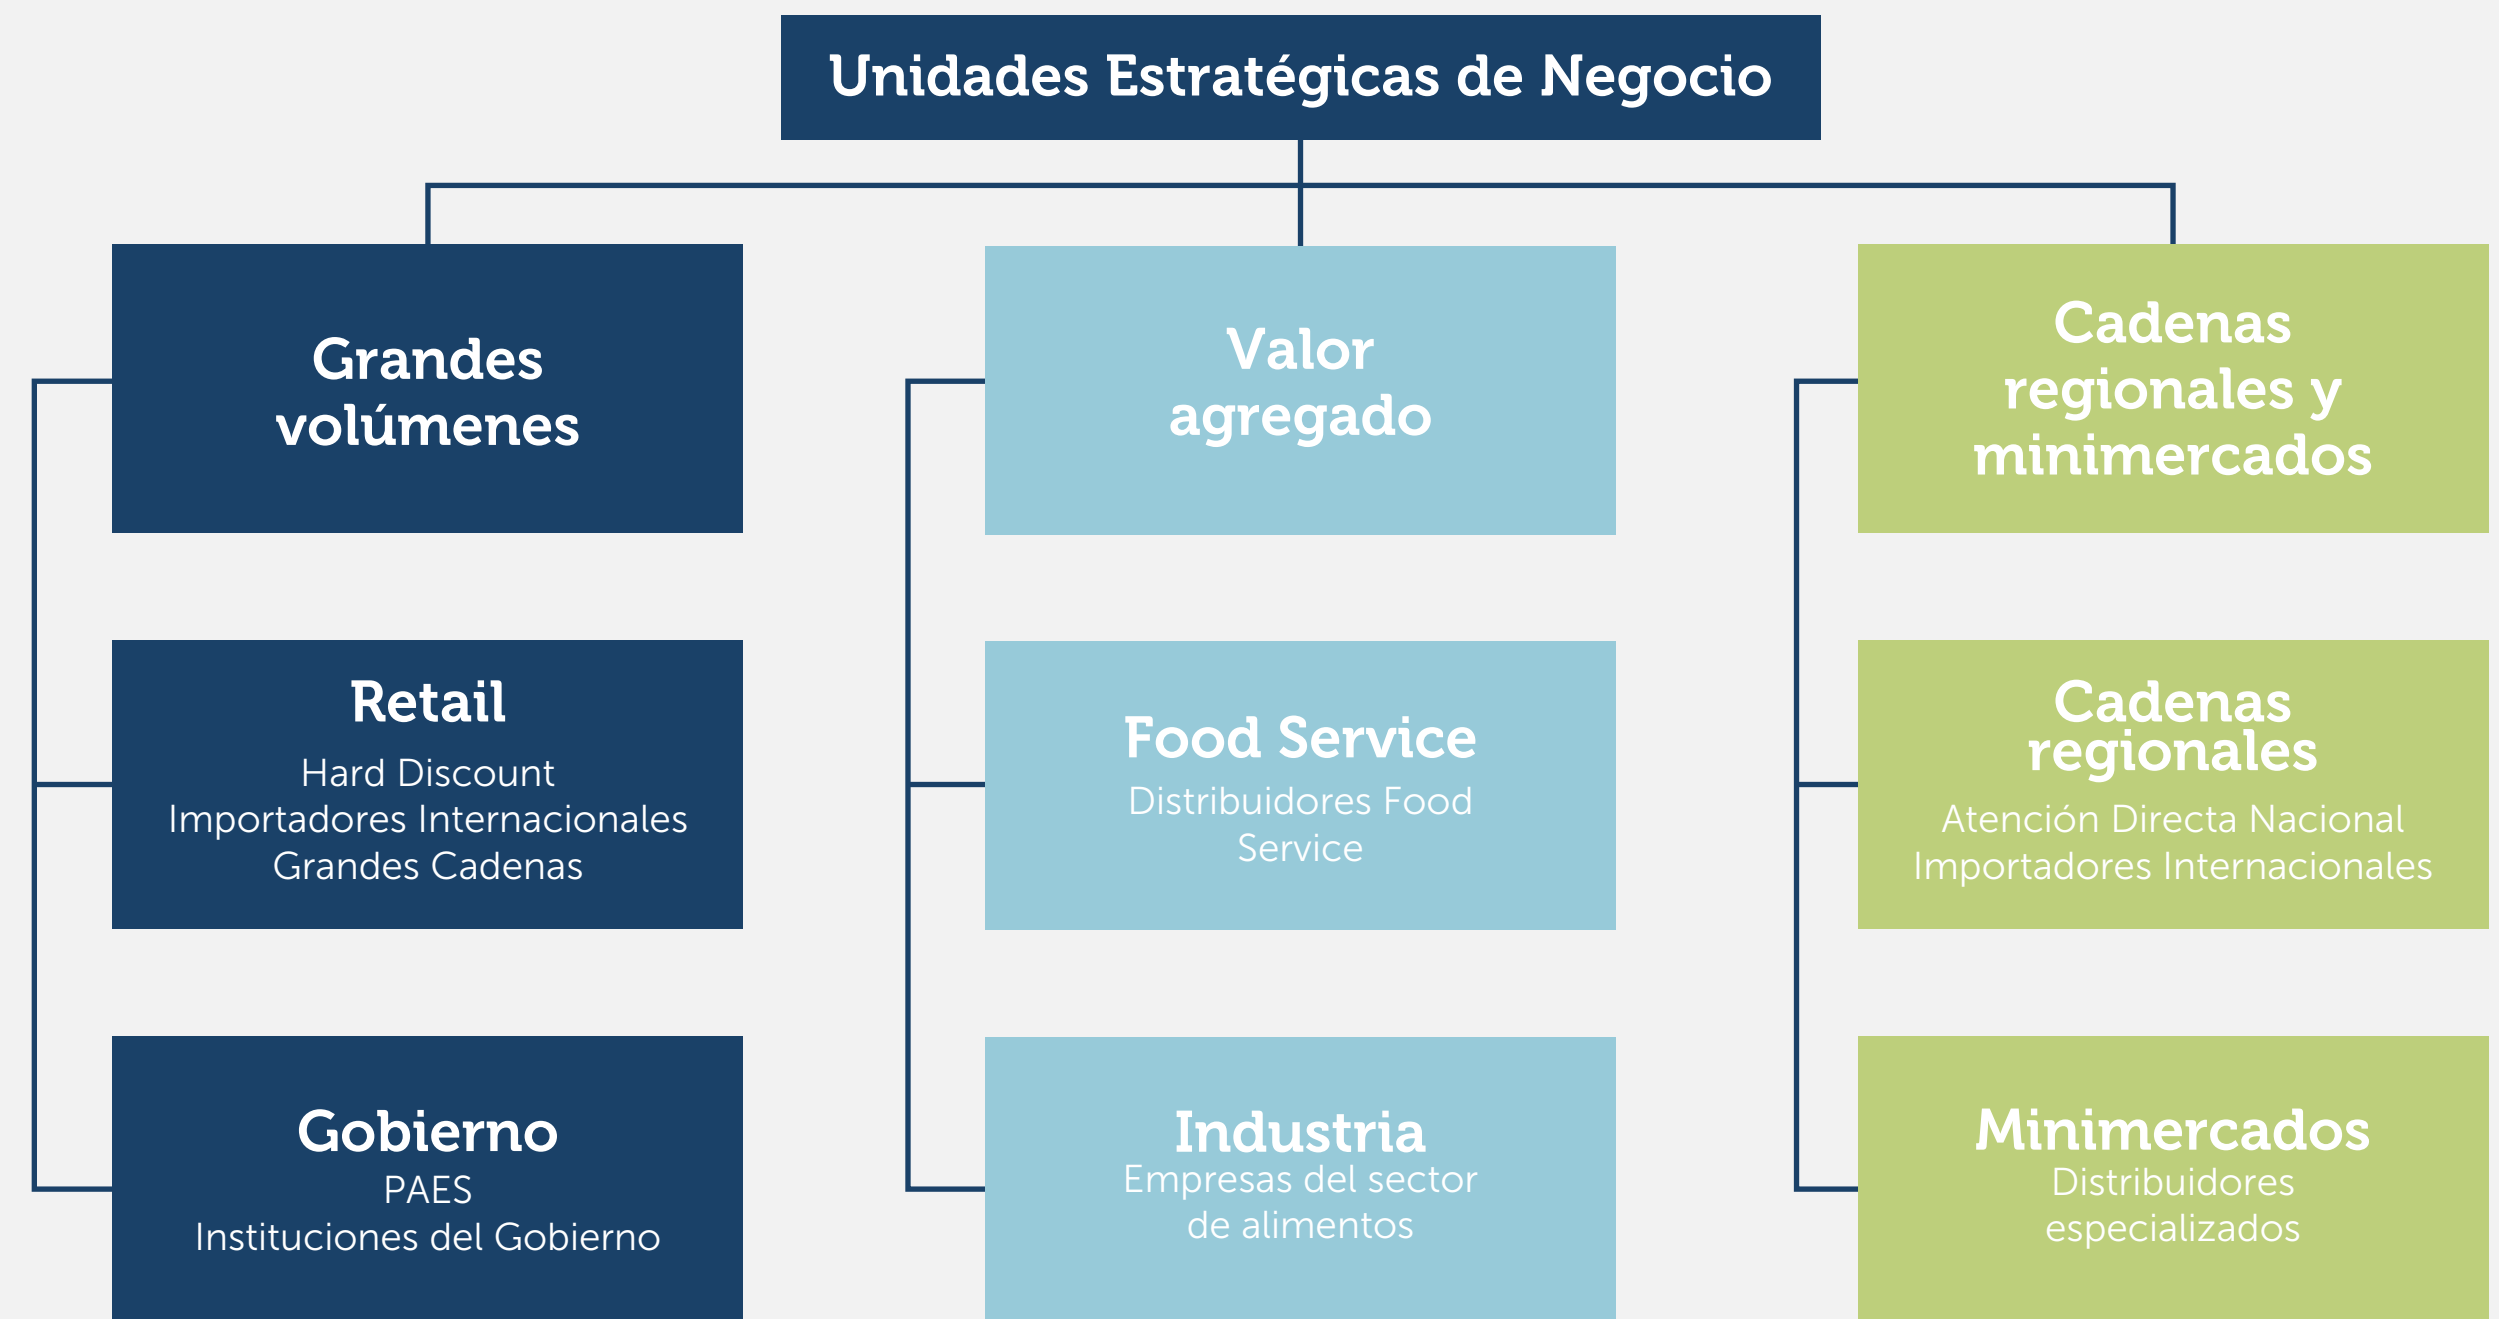 Unidades Estratégicas de Negocio
Grandes
volúmenes
Valor
agregado
Cadenas
regionales y
minimercados
Retail
Hard Discount
Importadores Internacionales
Grandes Cadenas
Food Service
Distribuidores Food
Service
Cadenas
regionales
Atención Directa Nacional
Importadores Internacionales
Gobierno
PAES
Instituciones del Gobierno
Industria
Empresas del sector
de alimentos
Minimercados
Distribuidores
especializados